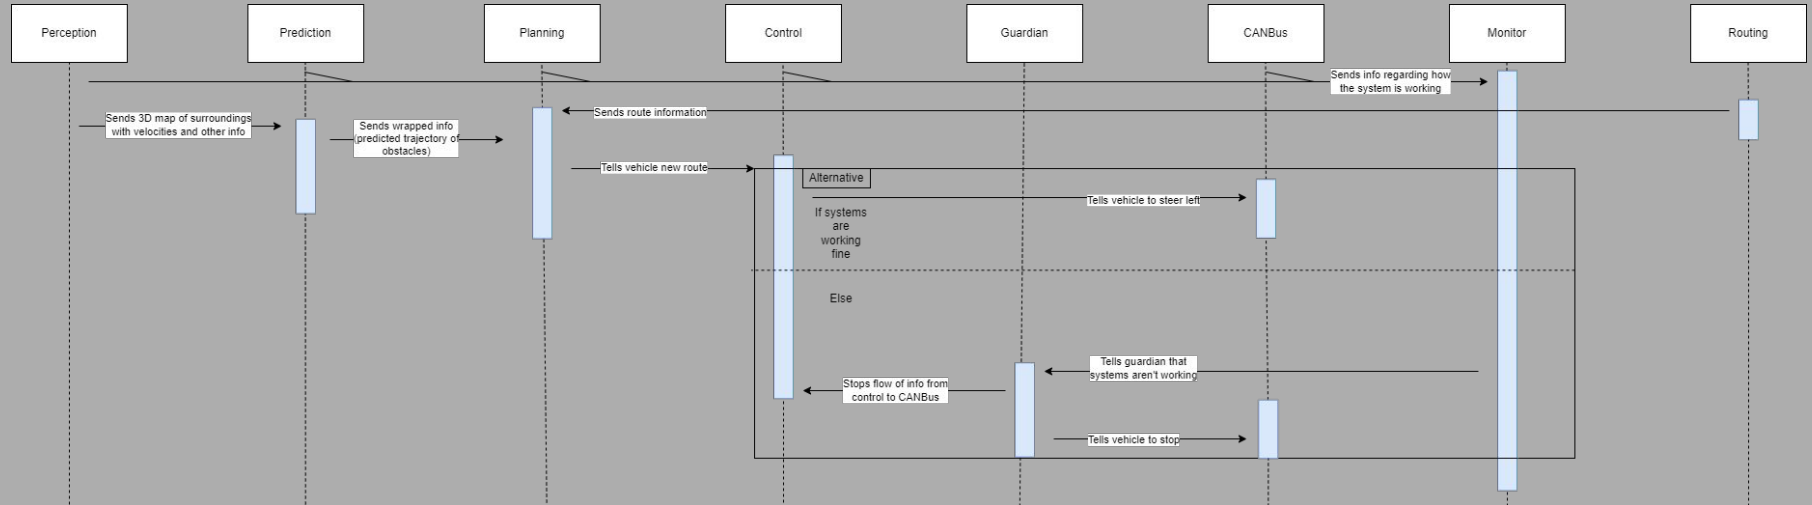 Perception
Prediction
Planning
Control
Guardian
CANBus
Monitor
Routing
Sends info regarding how
the system is working
Sends route information
Sends 3D map of surroundings
with velocities and other info
Sends wrapped info
(predicted trajectory of
obstacles)
Tells vehicle new route
Alternative
Tells vehicle to steer left
If systems
are
working
fine
Else
Tells guardian that
systems aren't working
Stops flow of info from
control to CANBus
Tells vehicle to stop